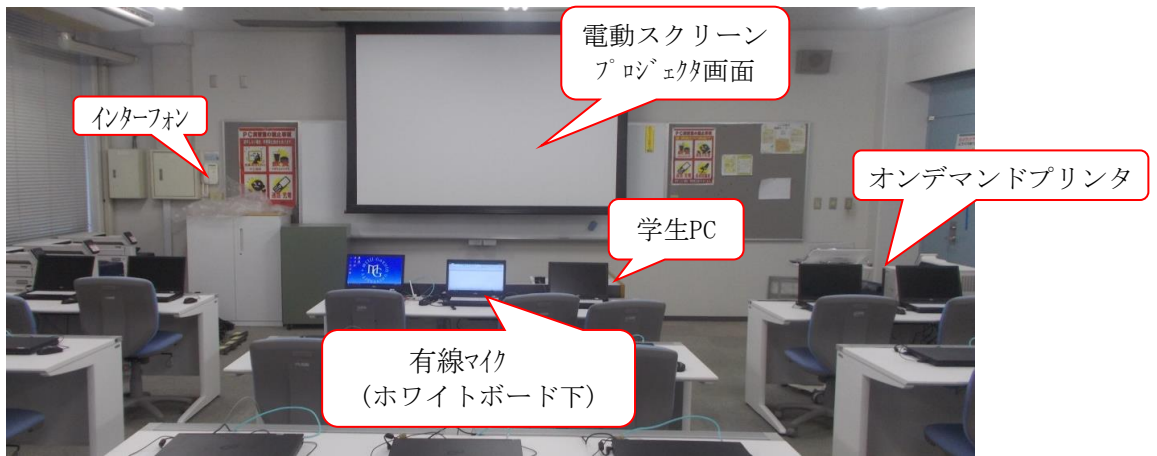 電動スクリーン
ﾌﾟﾛｼﾞｪｸﾀ画面
ｲﾝﾀｰﾌｫﾝ
オンデマンドプリンタ
学生PC
有線ﾏｲｸ
(ホワイトボード下)